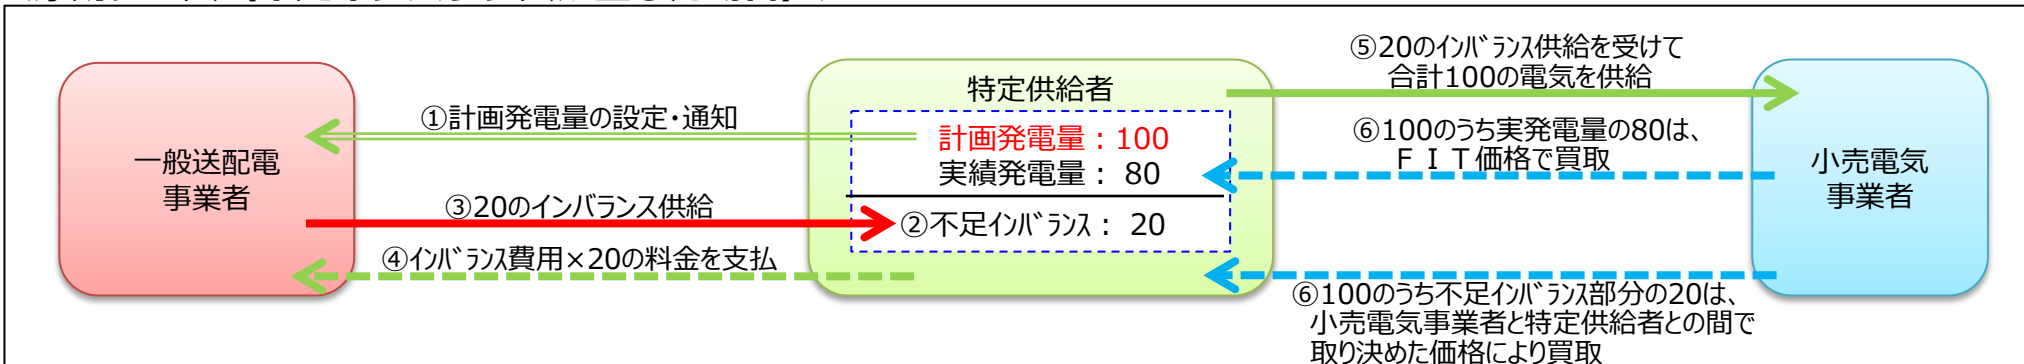 一般送配電
事業者
①計画発電量の設定・通知
③20のインバランス供給
④インバランス費用×20の料金を支払
特定供給者
計画発電量：100
実績発電量： 80
②不足インバランス： 20
⑤20のインバランス供給を受けて
合計100の電気を供給
⑥100のうち実発電量の80は、
ＦＩＴ価格で買取
⑥100のうち不足インバランス部分の20は、
小売電気事業者と特定供給者との間で
取り決めた価格により買取
小売電気
事業者